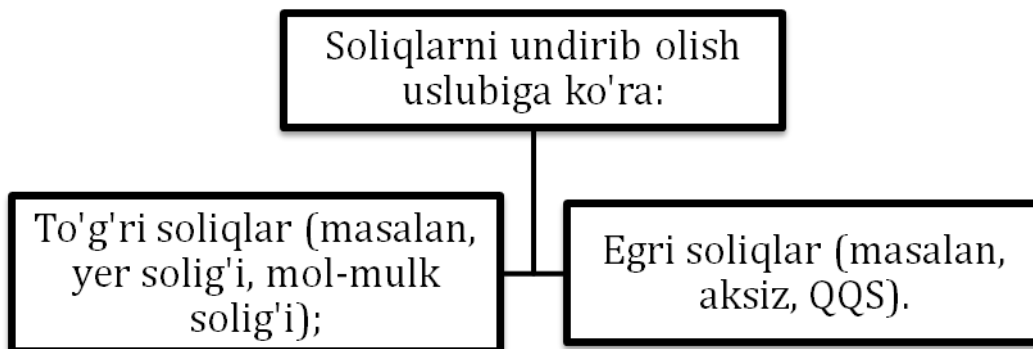 Soliqlarni undirib olish
uslubiga ko'ra:
To'g'ri soliqlar (masalan,
yer solig'i, mol-mulk
solig'i);
Egri soliqlar (masalan,
aksiz, QQS).